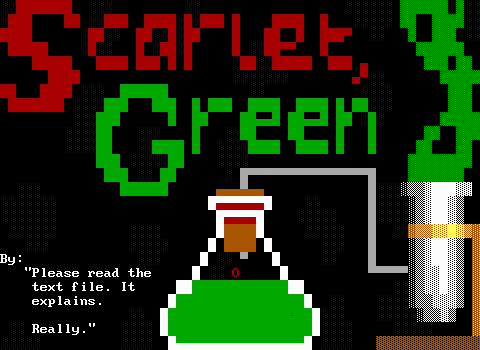 Scarlet,
Green
By:
"Please read the
text file. It
explains.
Really."